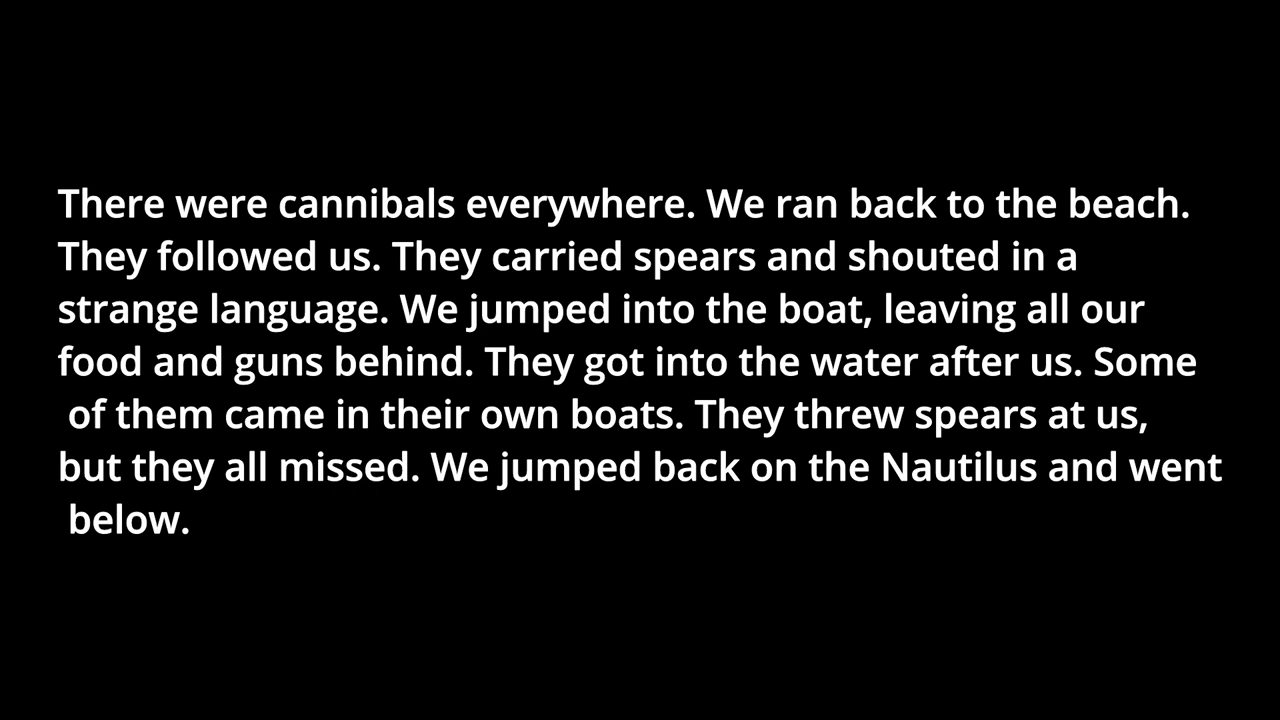 There were cannibals everywhere. We ran back to the beach.
They followed us. They carried spears and shouted in a
strange language. We jumped into the boat, leaving all our
food and guns behind. They got into the water after us. Some
of them came in their own boats. They threw spears at us,
but they all missed. We jumped back on the Nautilus and went
below.